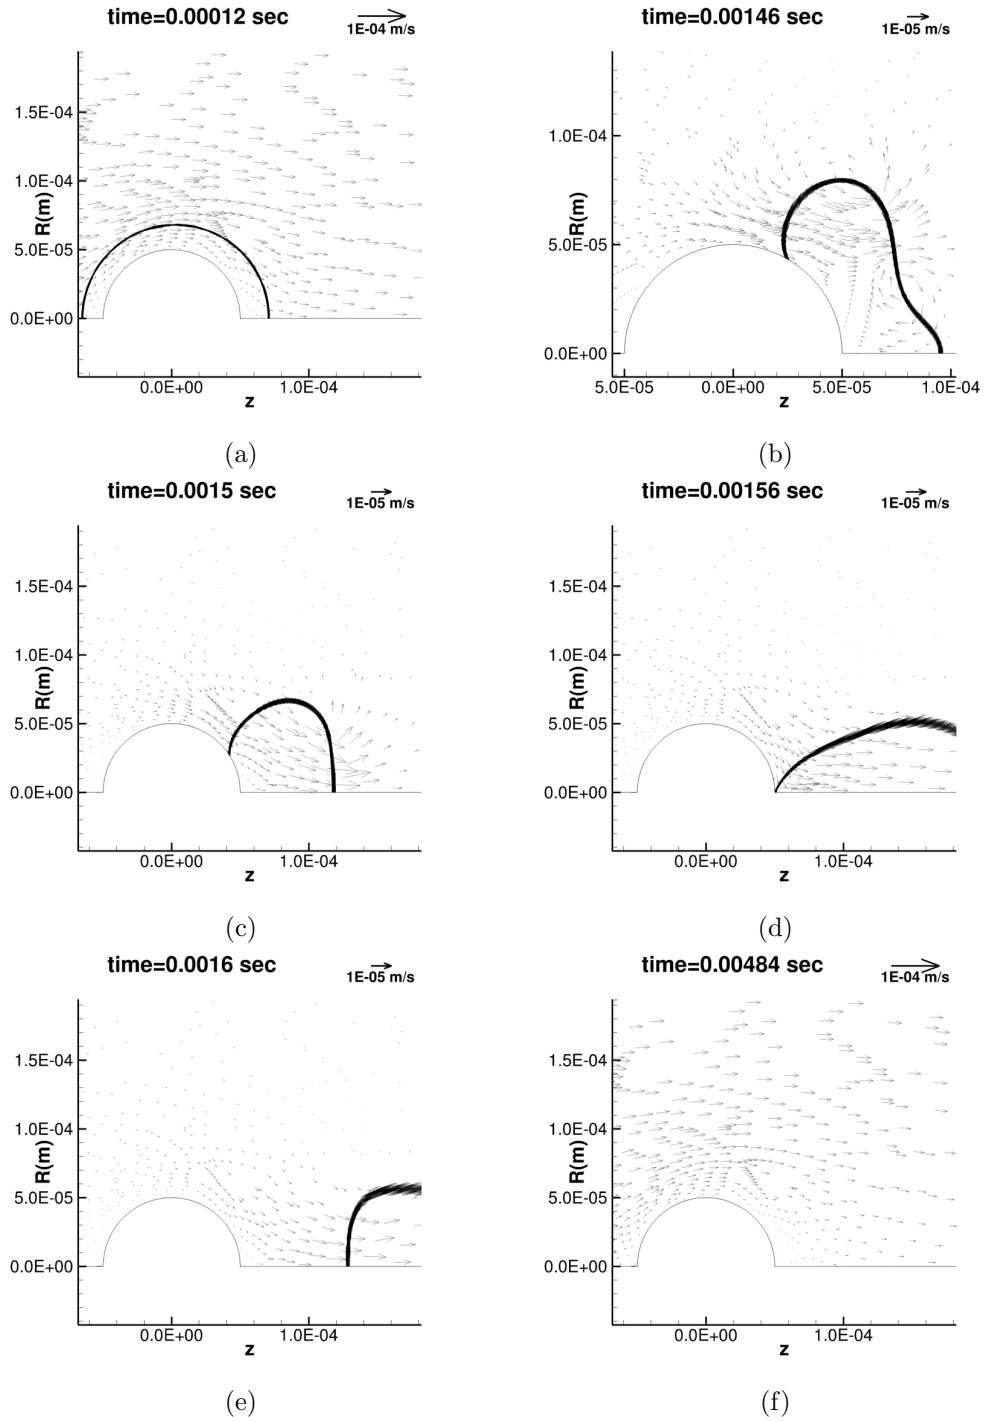 time=0.00012 sec
1E-04 m/s
R(m)
1.5E-04
1.0E-04
5.0E-05
0.0E+00
0.0E+00 1.0E-04
z
(a)
time=0.00146 sec
1E-05 m/s
R(m)
1.0E-04
5.0E-05
0.0E+00
5.0E-05 0.0E+00 5.0E-05 1.0E-04
z
(b)
time=0.0015 sec
1E-05 m/s
R(m)
1.5E-04
1.0E-04
5.0E-05
0.0E+00
0.0E+00 1.0E-04
z
(c)
time=0.00156 sec
1E-05 m/s
R(m)
1.5E-04
1.0E-04
5.0E-05
0.0E+00
0.0E+00 1.0E-04
z
(d)
time=0.0016 sec
1E-05 m/s
R(m)
1.5E-04
1.0E-04
5.0E-05
0.0E+00
0.0E+00 1.0E-04
z
(e)
time=0.00484 sec
1E-04 m/s
R(m)
1.5E-04
1.0E-04
5.0E-05
0.0E+00
0.0E+00 1.0E-04
z
(f)